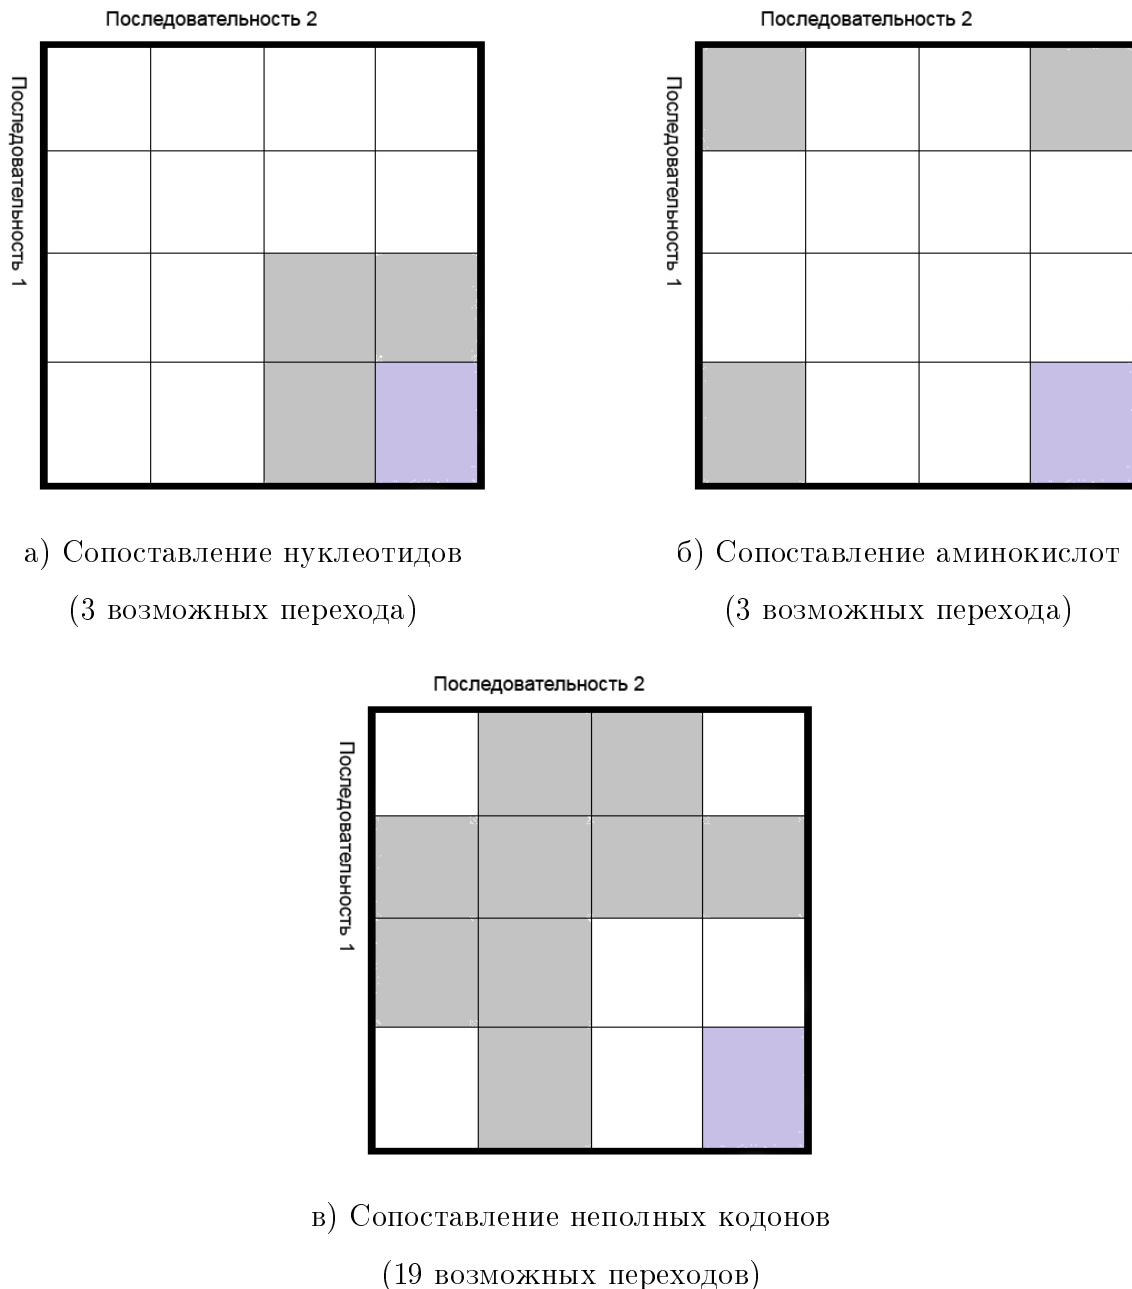 Последовательность 2
Последовательность 2
Последовательность 1
Последовательность 1
а) Сопоставление нуклеотидов
(3 возможных перехода)
б) Сопоставление аминокислот
(3 возможных перехода)
Последовательность 2
Последовательность 1
в) Сопоставление неполных кодонов
(19 возможных переходов)